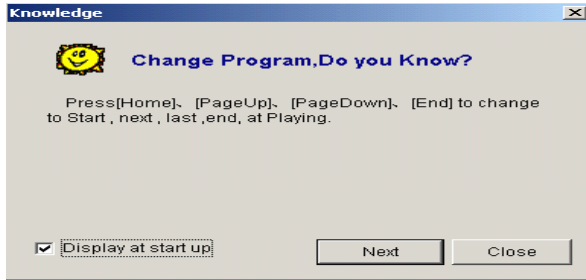 Knowledge
Change Program,Do you Know?
Press[Home]、[PageUp]、[PageDown]、[End] to change
to Start , next , last ,end, at Playing.
Display at start up
Next
Close